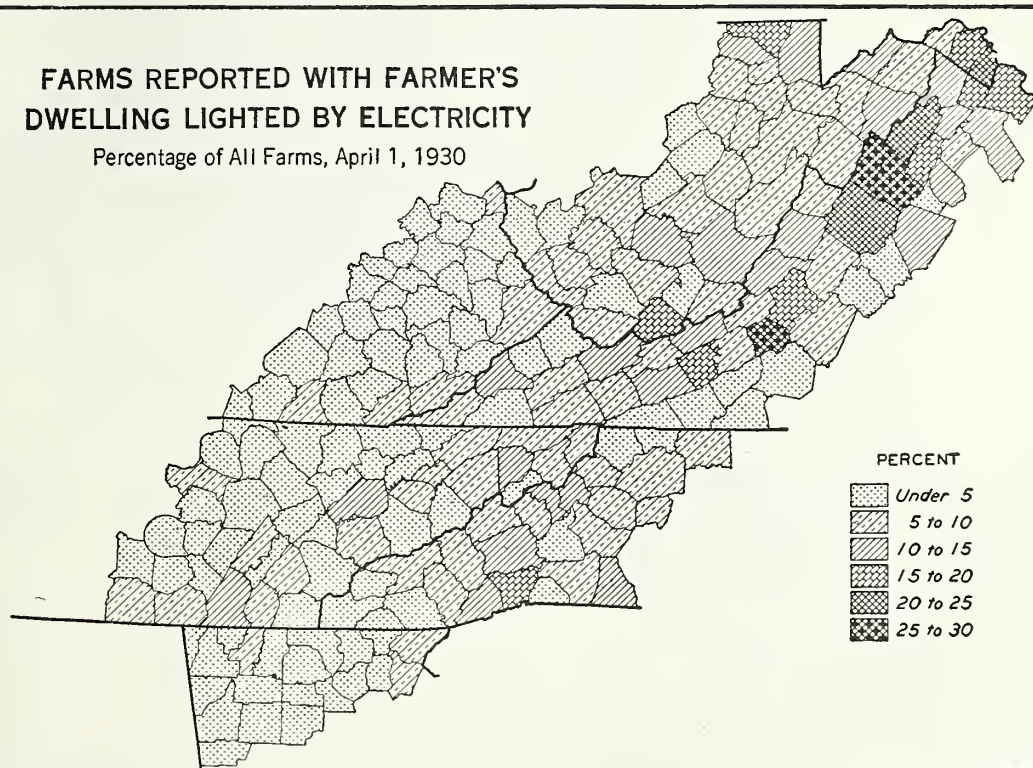 FARMS REPORTED WITH FARMER'S
DWELLING LIGHTED BY ELECTRICITY
Percentage of All Farms, April 1, 1930
PERCENT
Under 5
5 to 10
10 to 15
15 to 20
20 to 25
25 to 30